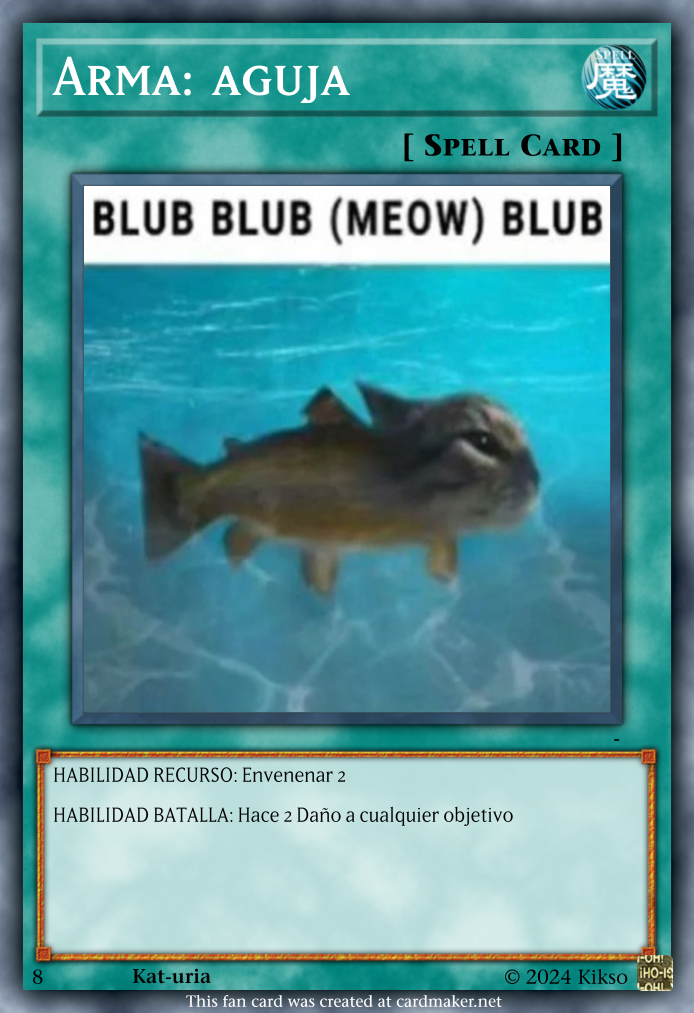 Arma: aguja
SPELL
魔
[ Spell Card ]
BLUB BLUB (MEOW) BLUB
-
HABILIDAD RECURSO: Envenenar 2
HABILIDAD BATALLA: Hace 2 Daño a cualquier objetivo
8 Kat-uria © 2024 Kikso
This fan card was created at cardmaker.net